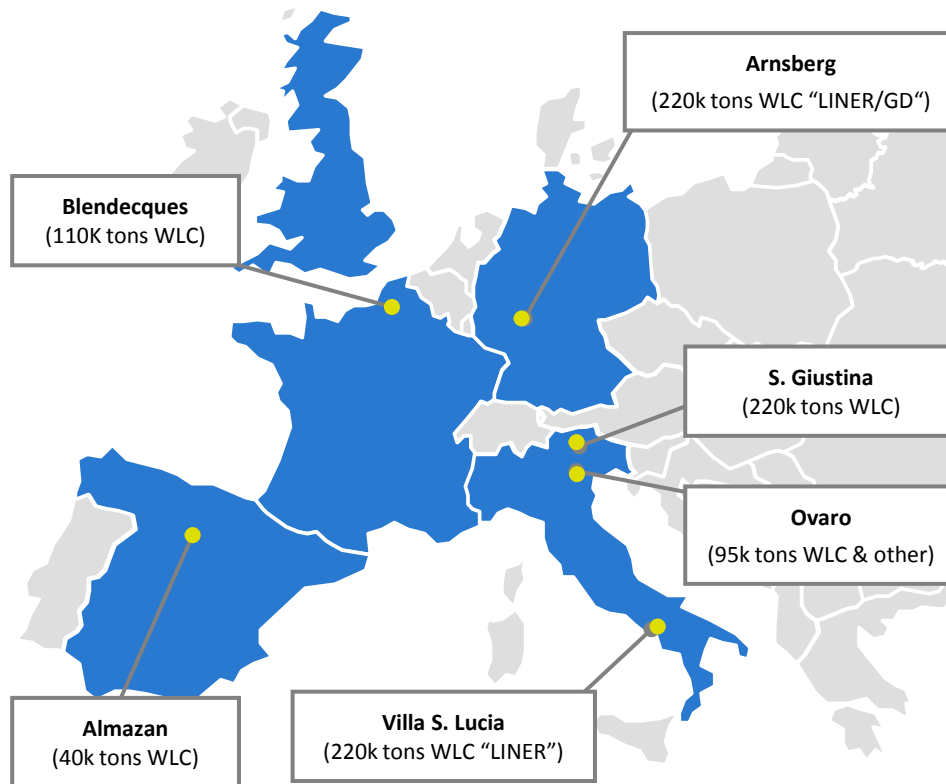 Arnsberg
(220k tons WLC “LINER/GD“)
Blendecques
(110K tons WLC)
S. Giustina
(220k tons WLC)
Ovaro
(95k tons WLC & other)
Almazan
(40k tons WLC)
Villa S. Lucia
(220k tons WLC “LINER”)